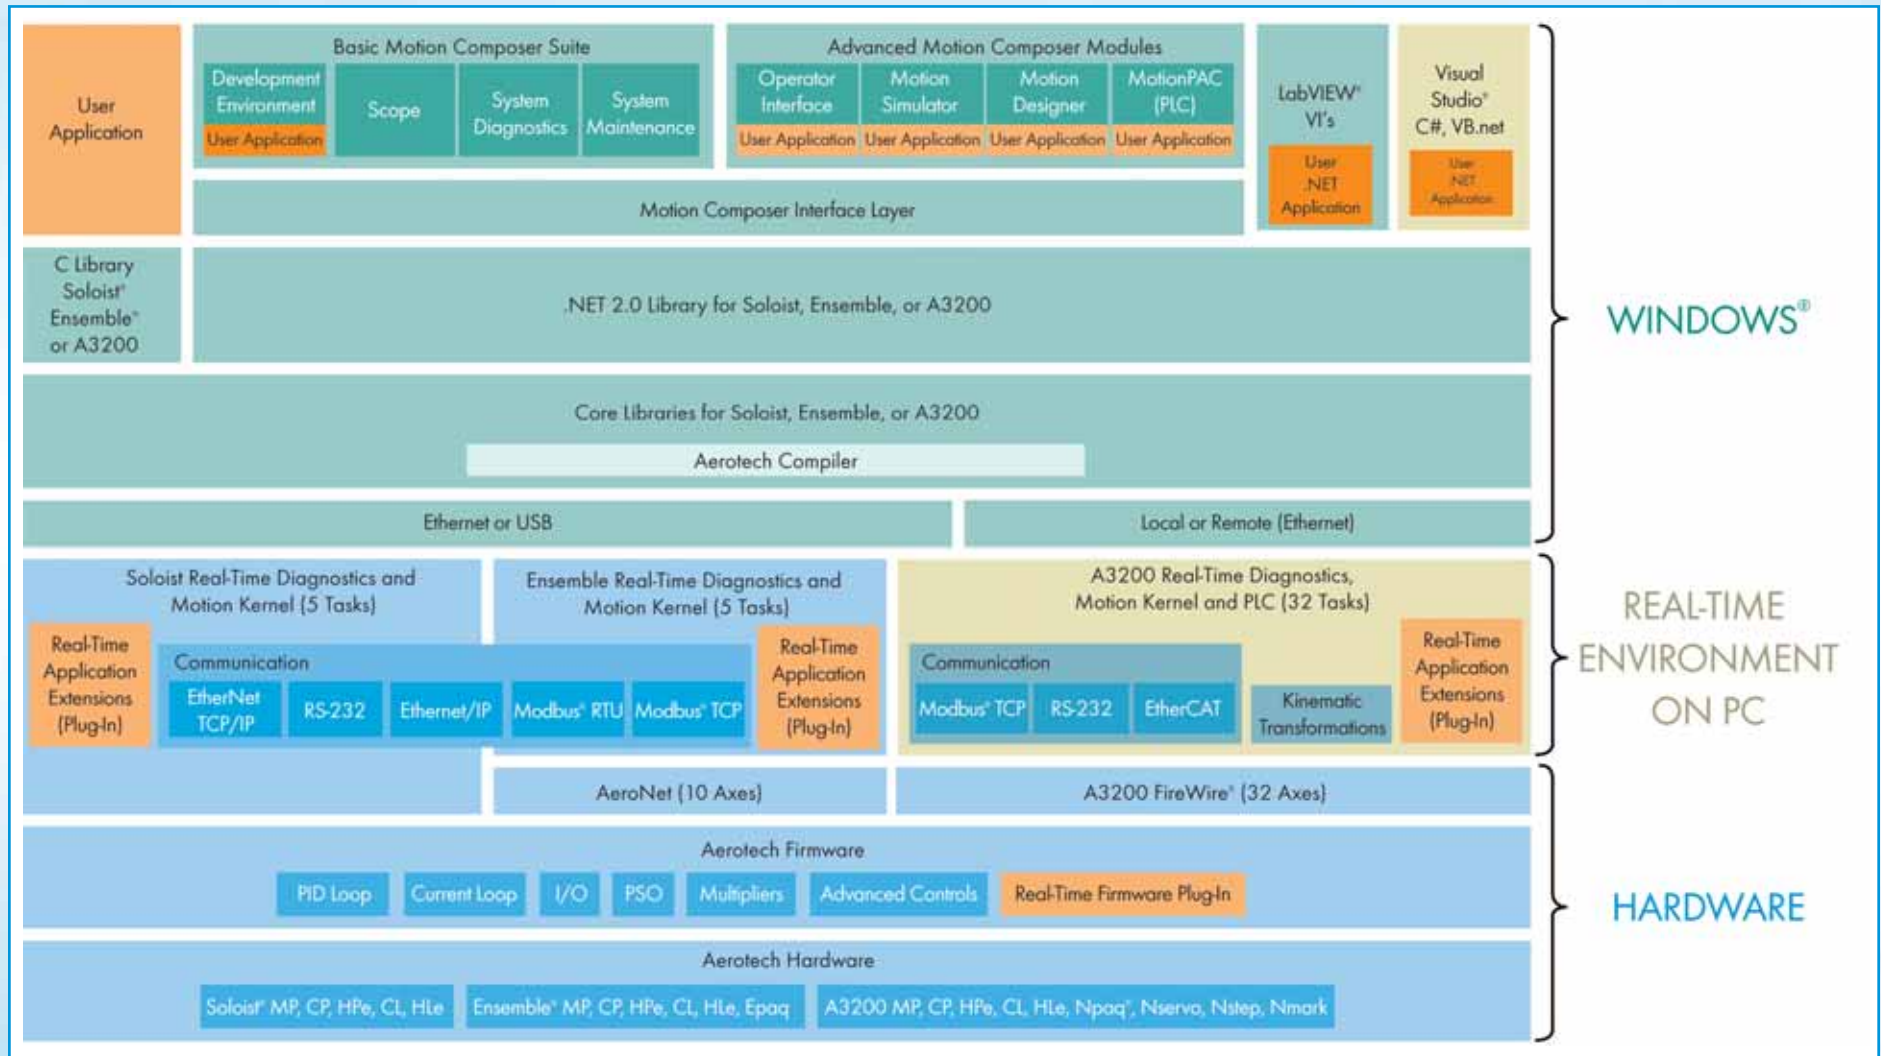 User
Application
Basic Motion Composer Suite
Development
Environment
User Application
Scope
System
Diagnostics
System
Maintenance
Advanced Motion Composer Modules
Operator
Interface
User Application
Motion
Simulator
User Application
Motion
Designer
User Application
MotionPAC
(PLC)
User Application
LabVIEW®
VI's
User
.NET
Application
Visual
Studio®
C#, VB.net
User
.NET
Application
Motion Composer Interface Layer
C Library
Soloist®
Ensemble®
or A3200
.NET 2.0 Library for Soloist, Ensemble, or A3200
WINDOWS®
Core Libraries for Soloist, Ensemble, or A3200
Aerotech Compiler
Ethernet or USB
Local or Remote (Ethernet)
Soloist Real-Time Diagnostics and
Motion Kernel (5 Tasks)
Real-Time
Application
Extensions
(Plug-In)
Communication
EtherNet
TCP/IP
RS-232
Ethernet/IP
Modbus® RTU
Modbus® TCP
Ensemble Real-Time Diagnostics and
Motion Kernel (5 Tasks)
Real-Time
Application
Extensions
(Plug-In)
A3200 Real-Time Diagnostics,
Motion Kernel and PLC (32 Tasks)
Communication
Modbus® TCP
RS-232
EtherCAT
Kinematic
Transformations
Real-Time
Application
Extensions
(Plug-In)
REAL-TIME
ENVIRONMENT
ON PC
AeroNet (10 Axes)
A3200 FireWire® (32 Axes)
Aerotech Firmware
PID Loop
Current Loop
I/O
PSO
Multipliers
Advanced Controls
Real-Time Firmware Plug-In
HARDWARE
Aerotech Hardware
Soloist® MP, CP, HPe, CL, HLe
Ensemble® MP, CP, HPe, CL, HLe, Epaq
A3200 MP, CP, HPe, CL, HLe, Npaq®, Nservo, Nstep, Nmark